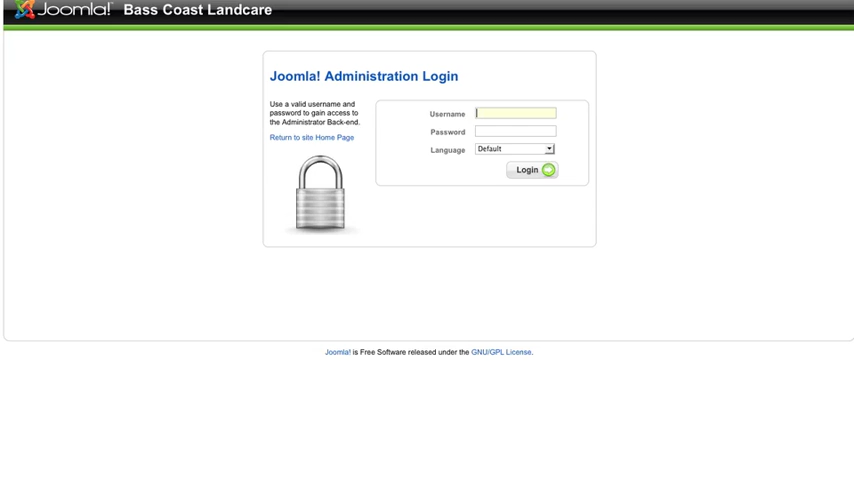 Joomla! Bass Coast Landcare
Joomla! Administration Login
Use a valid username and
password to gain access to
the Administrator Back-end.
Return to site Home Page
Username
Password
Language Default
Login
Joomla! is Free Software released under the GNU/GPL License.